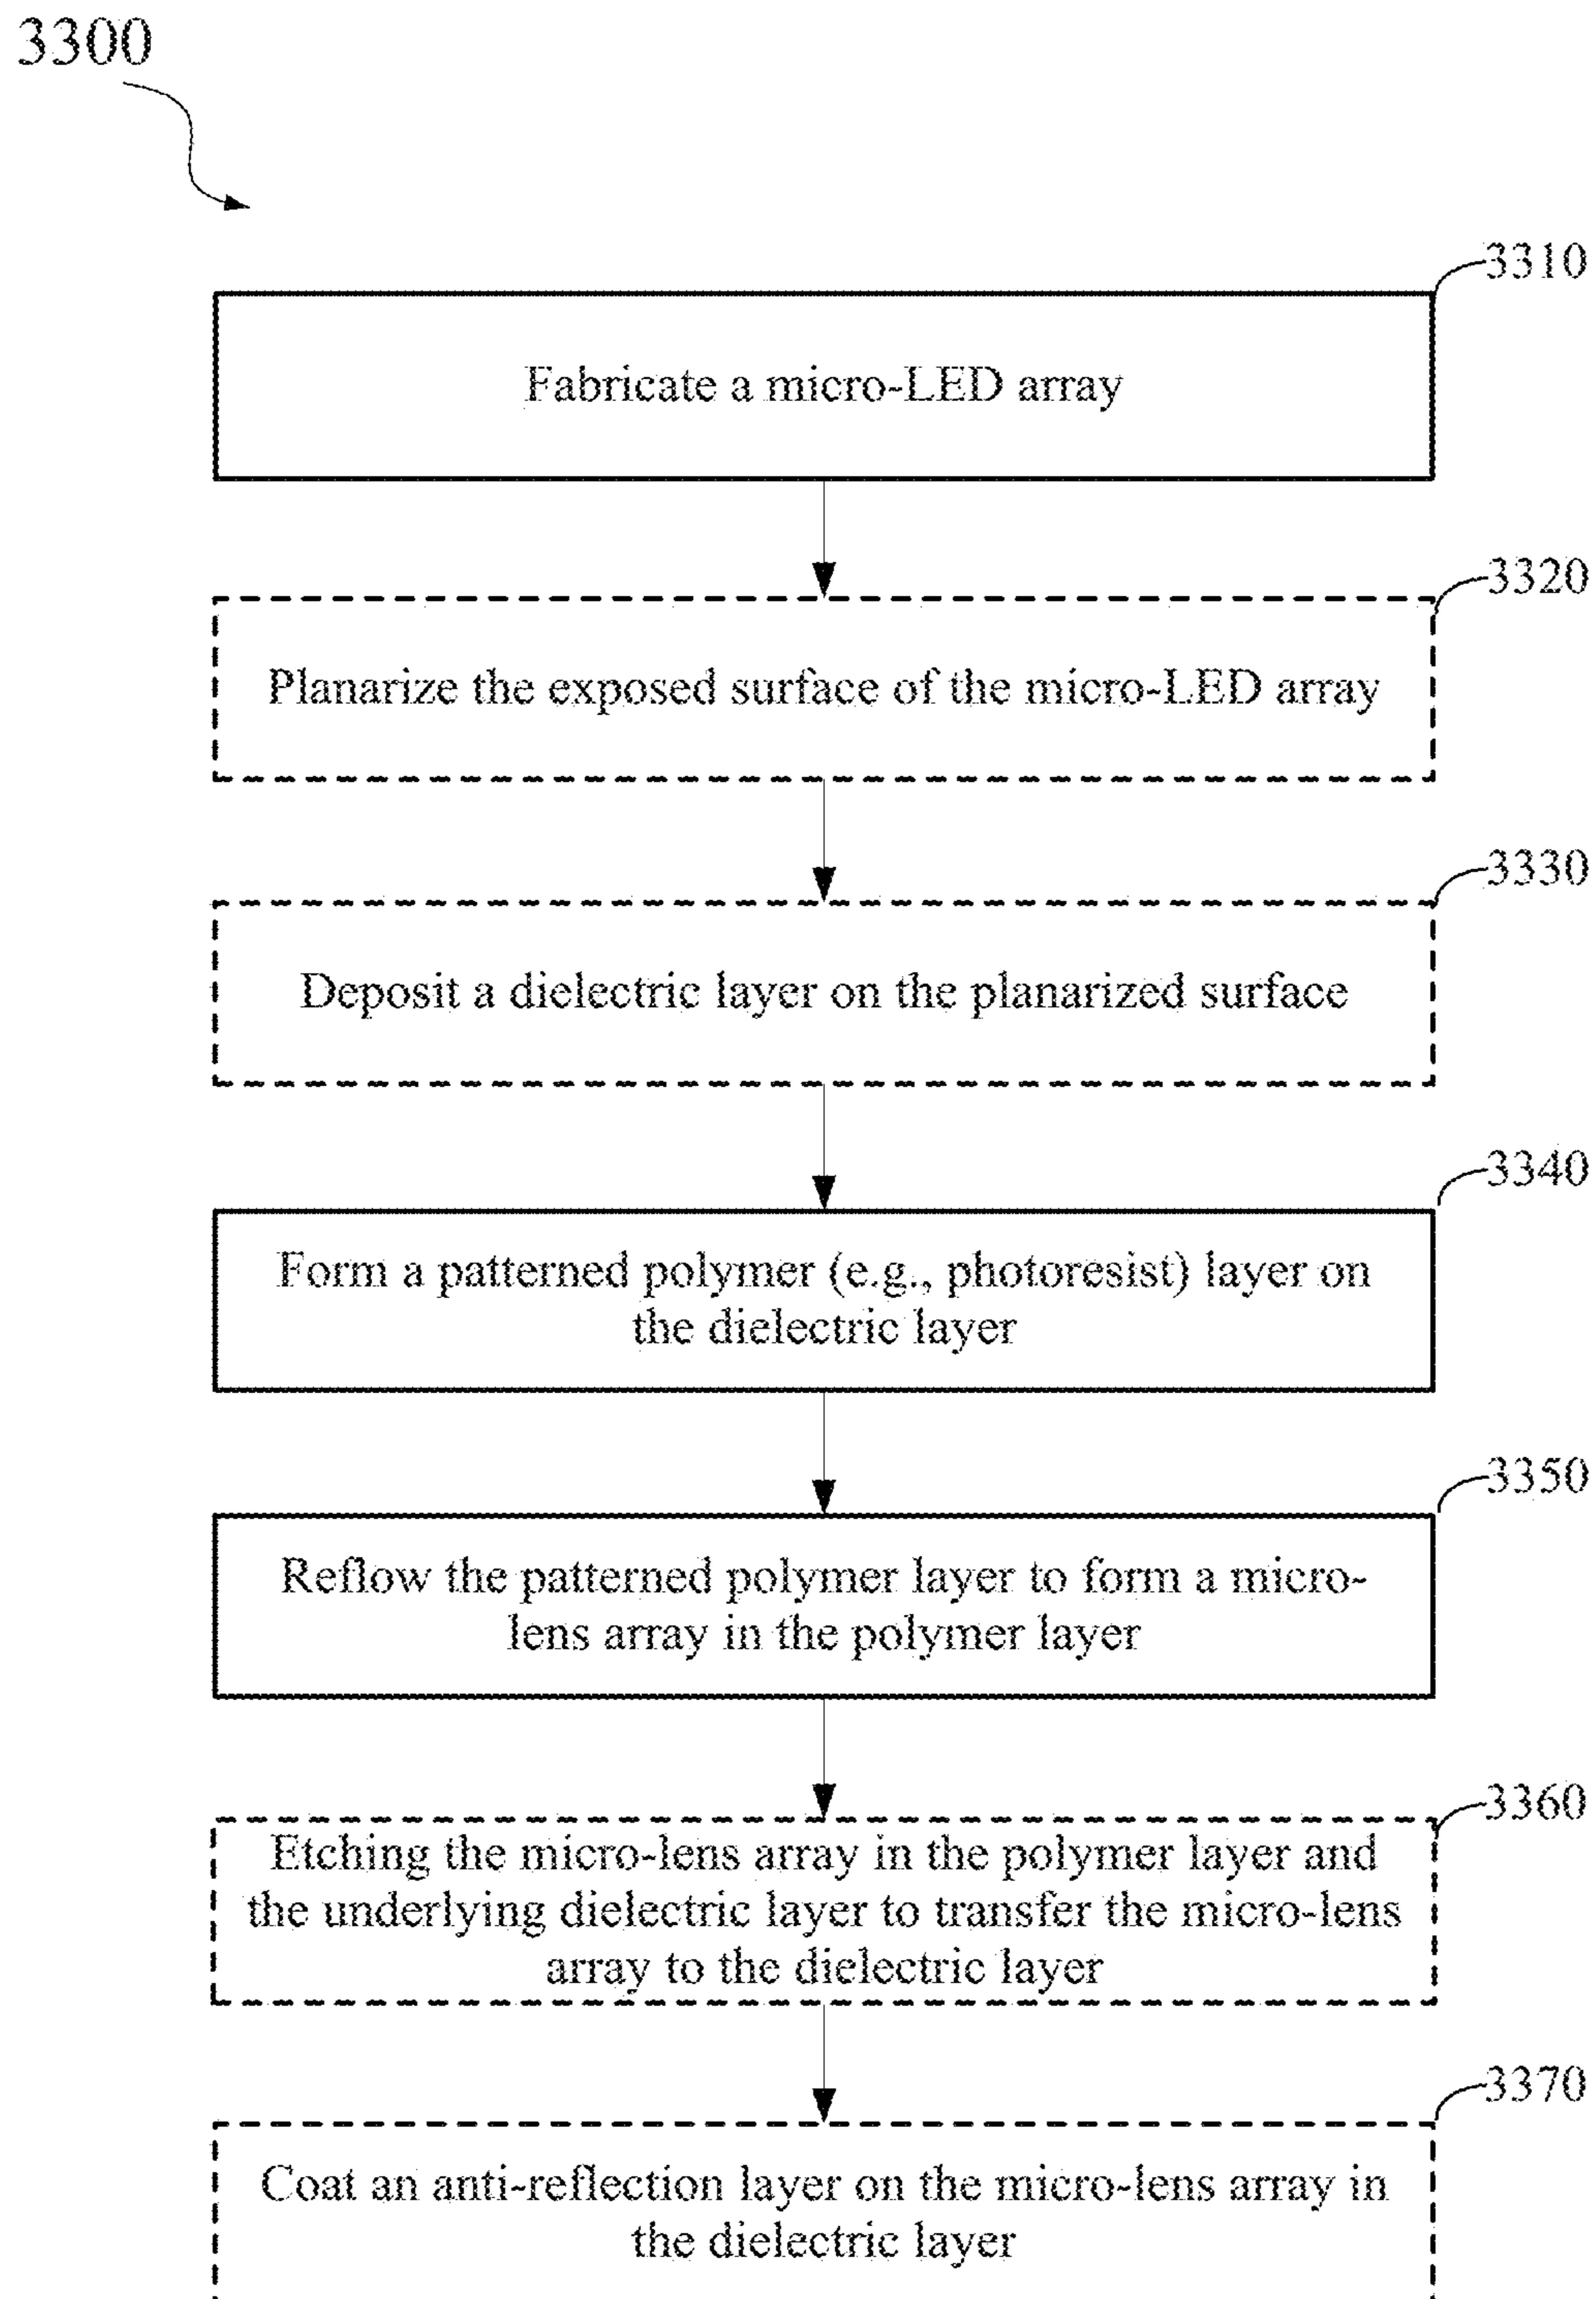 3300
3310
Fabricate a micro-LED array
3320
Planarize the exposed surface of the micro-LED array
3330
Deposit a dielectric layer on the planarized surface
3340
Form a patterned polymer (e.g., photoresist) layer on
the dielectric layer
3350
Reflow the patterned polymer layer to form a micro-
lens array in the polymer layer
3360
Etching the micro-lens array in the polymer layer and
the underlying dielectric layer to transfer the micro-lens
array to the dielectric layer
3370
Coat an anti-reflection layer on the micro-lens array in
the dielectric layer